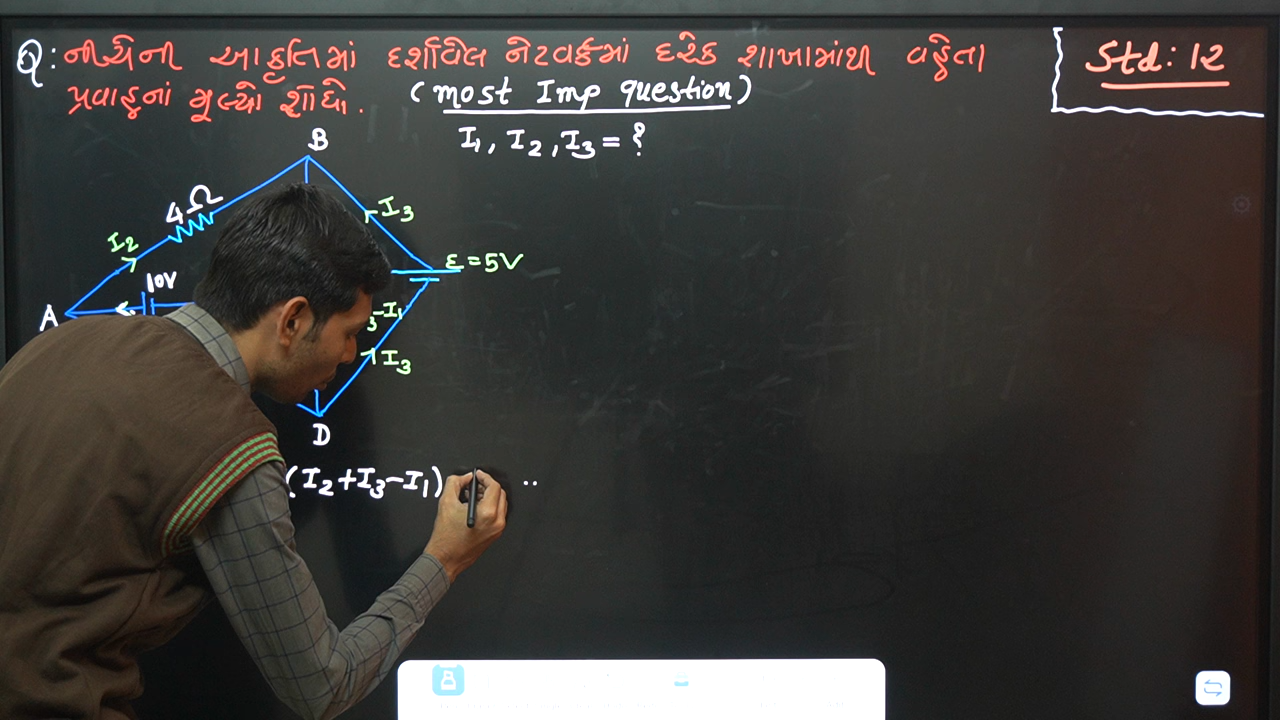 Q: નીચેની આકૃતિમાં દર્શાવેલ નેટવર્કમાં દરેક શાખામાંથી વહેતા
પ્રવાહનાં મૂલ્યો શોધો. (most Imp question)
Std: 12
I₁, I₂, I₃ = ?
B
4Ω
I₃
I₂
ε = 5V
10V
A
3-I₁
I₃
D
(I₂+I₃-I₁)